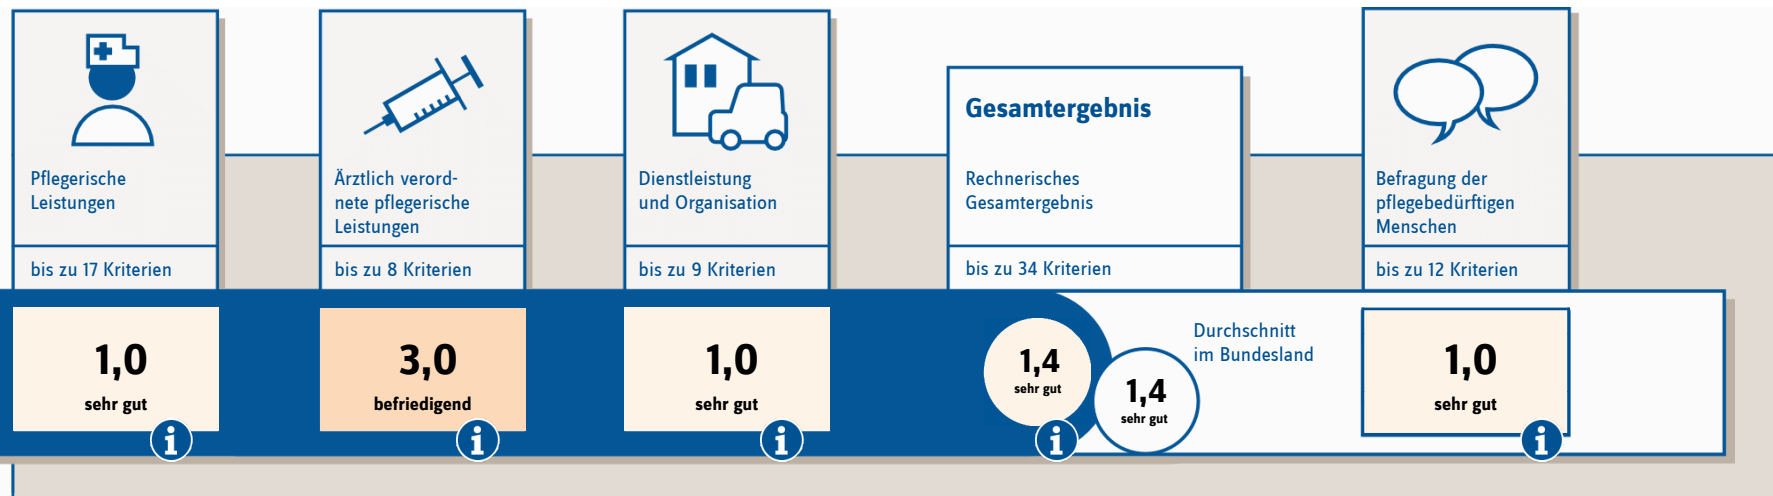 Pflegerische
Leistungen
bis zu 17 Kriterien
1,0
sehr gut
i
Ärztlich verord-
nete pflegerische
Leistungen
bis zu 8 Kriterien
3,0
befriedigend
i
Dienstleistung
und Organisation
bis zu 9 Kriterien
1,0
sehr gut
i
Gesamtergebnis
Rechnerisches
Gesamtergebnis
bis zu 34 Kriterien
1,4
sehr gut
i
Durchschnitt
im Bundesland
1,4
sehr gut
Befragung der
pflegebedürftigen
Menschen
bis zu 12 Kriterien
1,0
sehr gut
i